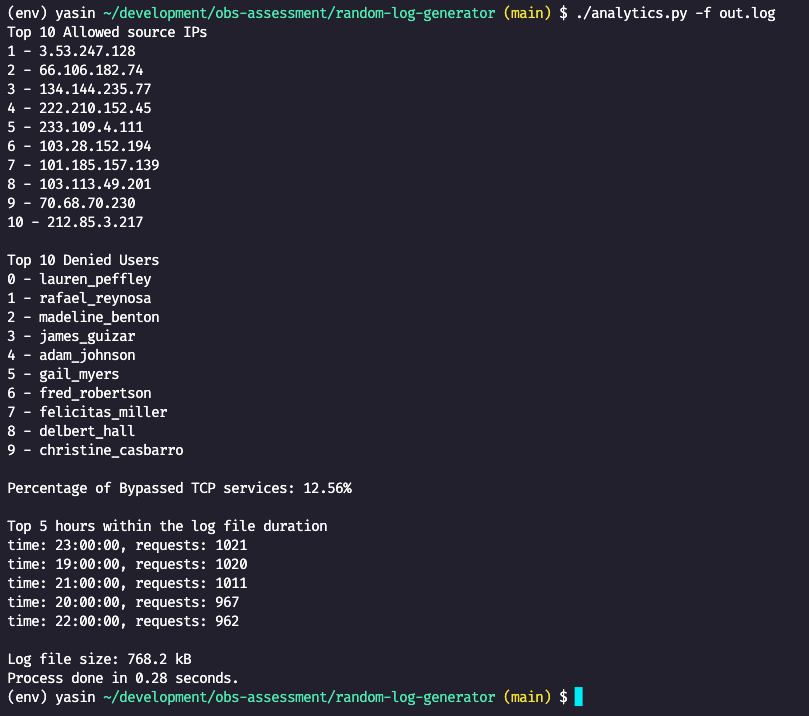 (env) yasin ~/development/obs-assessment/random-log-generator (main) $ ./analytics.py -f out.log
Top 10 Allowed source IPs
1 - 3.53.247.128
2 - 66.106.182.74
3 - 134.144.235.77
4 - 222.210.152.45
5 - 233.109.4.111
6 - 103.28.152.194
7 - 101.185.157.139
8 - 103.113.49.201
9 - 70.68.70.230
10 - 212.85.3.217

Top 10 Denied Users
0 - lauren_peffley
1 - rafael_reynosa
2 - madeline_benton
3 - james_guizar
4 - adam_johnson
5 - gail_myers
6 - fred_robertson
7 - felicitas_miller
8 - delbert_hall
9 - christine_casbarro

Percentage of Bypassed TCP services: 12.56%

Top 5 hours within the log file duration
time: 23:00:00, requests: 1021
time: 19:00:00, requests: 1020
time: 21:00:00, requests: 1011
time: 20:00:00, requests: 967
time: 22:00:00, requests: 962

Log file size: 768.2 kB
Process done in 0.28 seconds.
(env) yasin ~/development/obs-assessment/random-log-generator (main) $